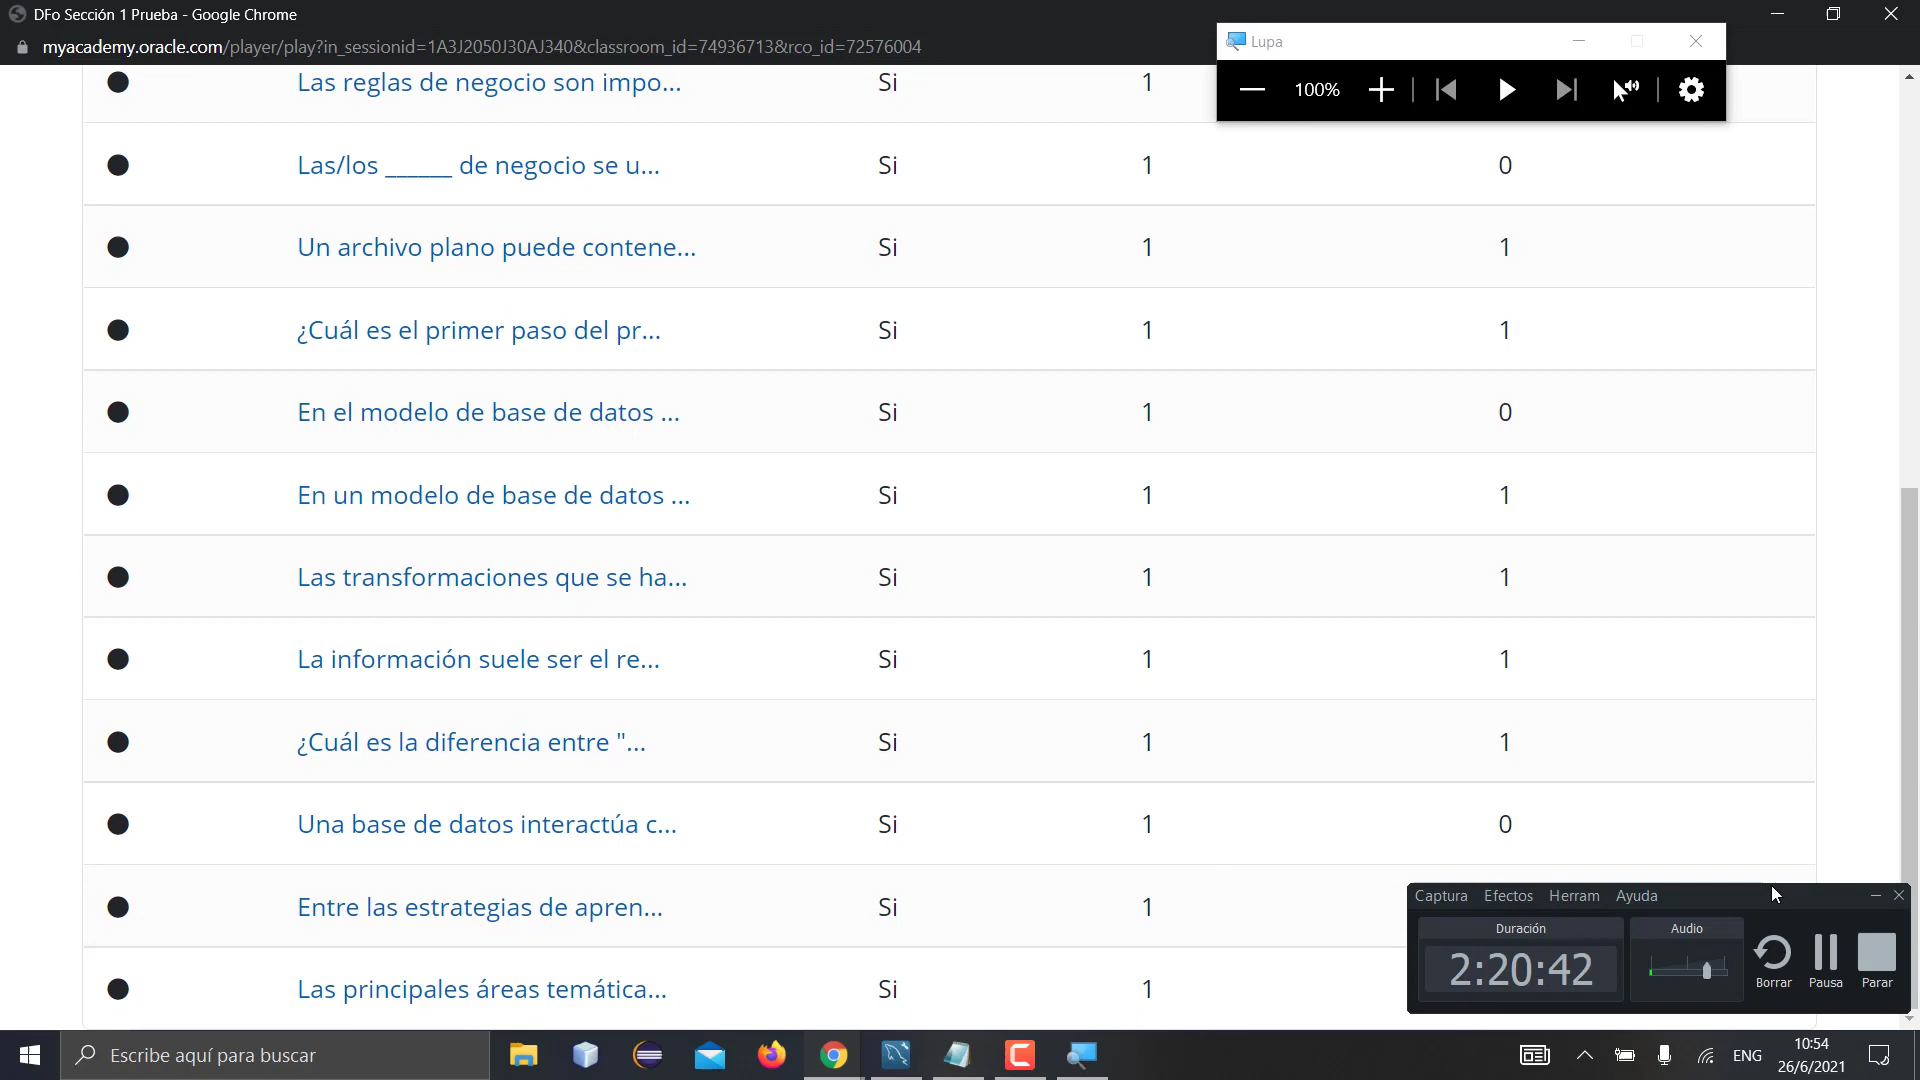 DFo Sección 1 Prueba - Google Chrome
myacademy.oracle.com/player/play?in_sessionid=1A3J2050J30AJ340&classroom_id=74936713&rco_id=72576004
Lupa
100%
Las reglas de negocio son impo... Si 1
Las/los ______ de negocio se u... Si 1 0
Un archivo plano puede contene... Si 1 1
¿Cuál es el primer paso del pr... Si 1 1
En el modelo de base de datos ... Si 1 0
En un modelo de base de datos ... Si 1 1
Las transformaciones que se ha... Si 1 1
La información suele ser el re... Si 1 1
¿Cuál es la diferencia entre "... Si 1 1
Una base de datos interactúa c... Si 1 0
Entre las estrategias de apren... Si 1
Las principales áreas temática... Si 1
Captura Efectos Herram Ayuda
Duración Audio
2:20:42
Borrar Pausa Parar
Escribe aquí para buscar
ENG
10:54
26/6/2021